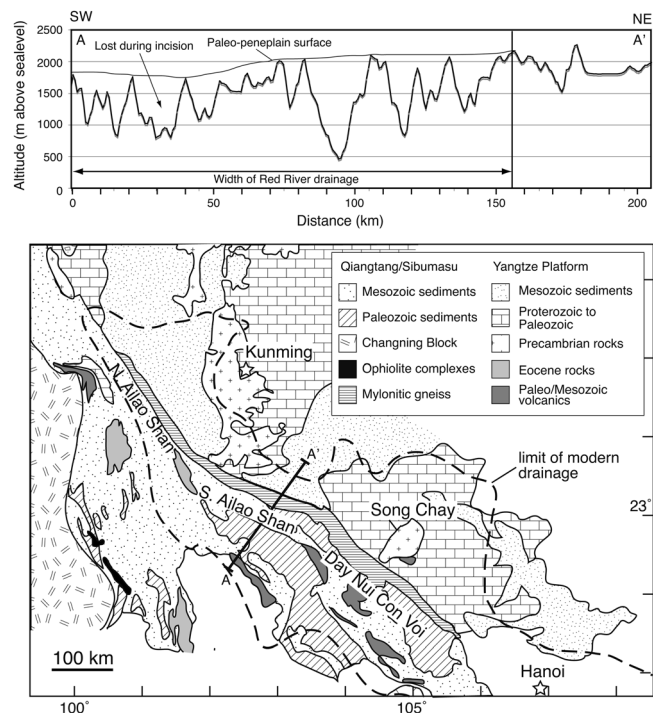 SW
NE
A
A'
Lost during incision
Paleo-peneplain surface
Altitude (m above sealevel)
2500
2000
1500
1000
500
0
Width of Red River drainage
0
50
100
150
200
Distance (km)
Qiangtang/Sibumasu
Mesozoic sediments
Paleozoic sediments
Changning Block
Ophiolite complexes
Mylonitic gneiss
Yangtze Platform
Mesozoic sediments
Proterozoic to
Paleozoic
Precambrian rocks
Eocene rocks
Paleo/Mesozoic
volcanics
Kunming
N. Ailao Shan
A'
limit of modern
drainage
S. Ailao Shan
Song Chay
23°
A
Day Nui Con Voi
100 km
Hanoi
100°
105°